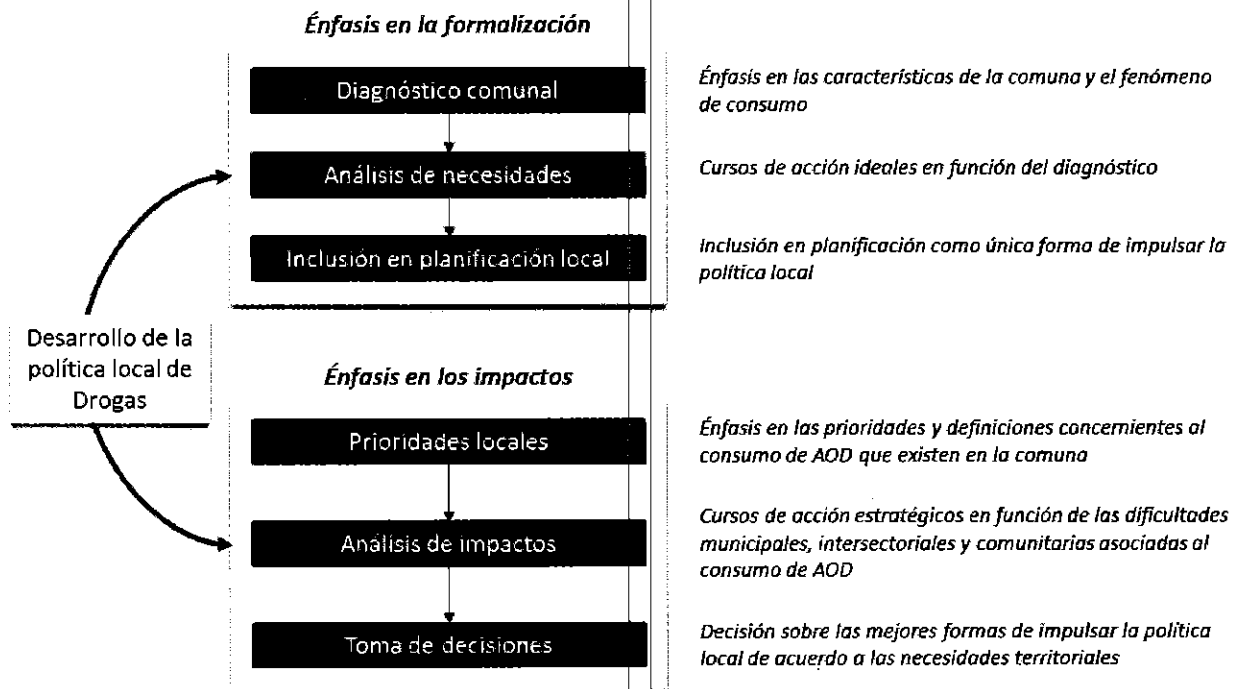 Énfasis en la formalización
Diagnóstico comunal
Énfasis en las características de la comuna y el fenómeno
de consumo
Análisis de necesidades
Cursos de acción ideales en función del diagnóstico
Inclusión en planificación local
Inclusión en planificación como única forma de impulsar la
política local
Desarrollo de la
política local de
Drogas
Énfasis en los impactos
Prioridades locales
Énfasis en las prioridades y definiciones concernientes al
consumo de AOD que existen en la comuna
Análisis de impactos
Cursos de acción estratégicos en función de las dificultades
municipales, intersectoriales y comunitarias asociadas al
consumo de AOD
Toma de decisiones
Decisión sobre las mejores formas de impulsar la política
local de acuerdo a las necesidades territoriales